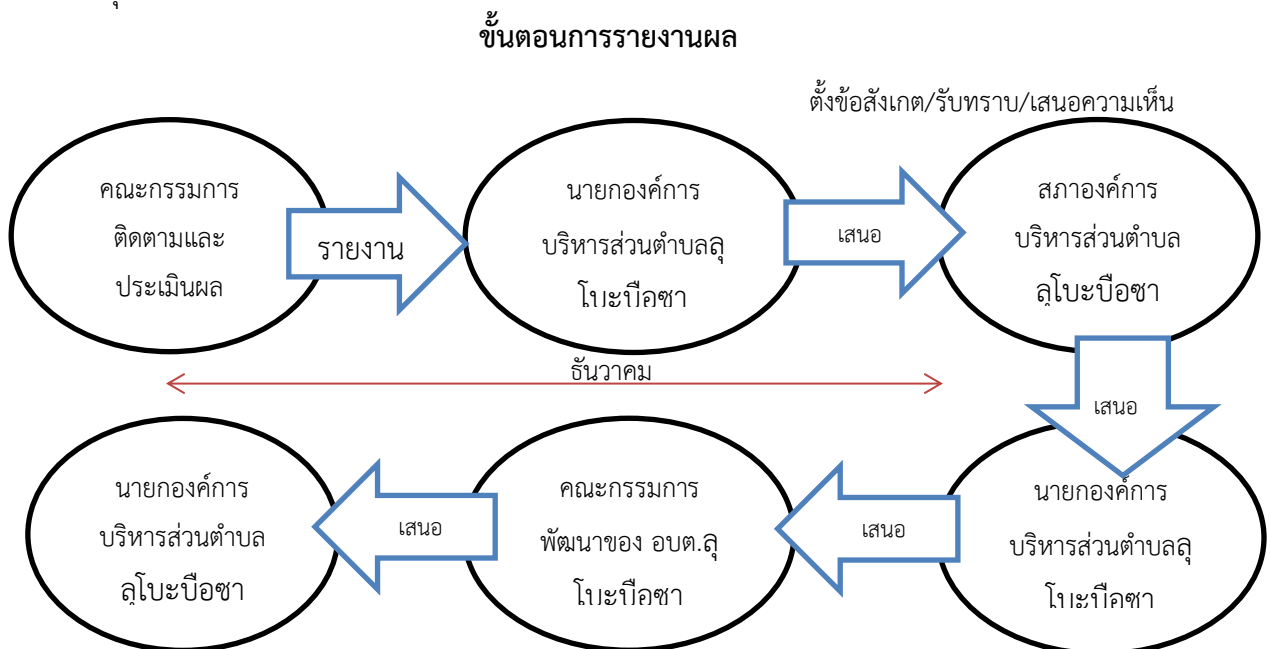 ขั้นตอนการรายงานผล
ตั้งข้อสังเกต/รับทราบ/เสนอความเห็น
คณะกรรมการ
ติดตามและ
ประเมินผล
รายงาน
นายกองค์การ
บริหารส่วนตำบลลุ
โบะบือซา
เสนอ
สภาองค์การ
บริหารส่วนตำบล
ลุโบะบือซา
ธันวาคม
เสนอ
นายกองค์การ
บริหารส่วนตำบลลุ
โบะบือซา
เสนอ
คณะกรรมการ
พัฒนาของ อบต.ลุ
โบะบือซา
เสนอ
นายกองค์การ
บริหารส่วนตำบล
ลุโบะบือซา